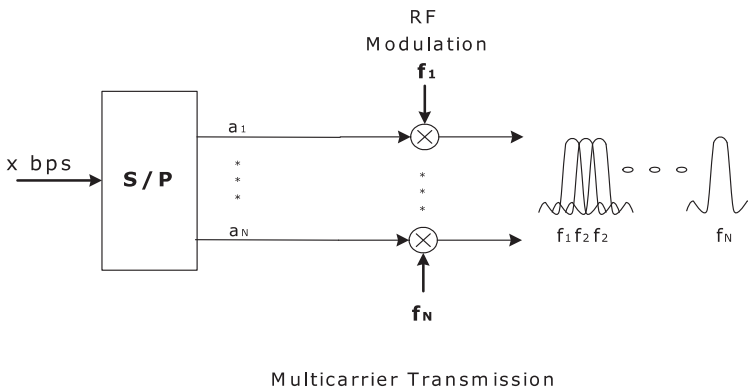 RF
Modulation
f1
a1
x bps
S/P
* * *
* * *
aN
f1 f2 f2
fN
fN
Multicarrier Transmission